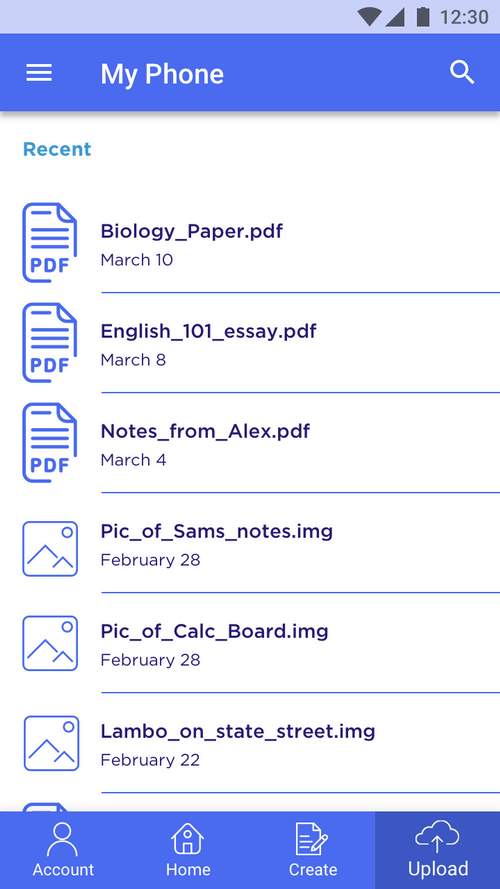 12:30
My Phone
Recent
PDF
Biology_Paper.pdf
March 10
PDF
English_101_essay.pdf
March 8
PDF
Notes_from_Alex.pdf
March 4
Pic_of_Sams_notes.img
February 28
Pic_of_Calc_Board.img
February 28
Lambo_on_state_street.img
February 22
Account
Home
Create
Upload